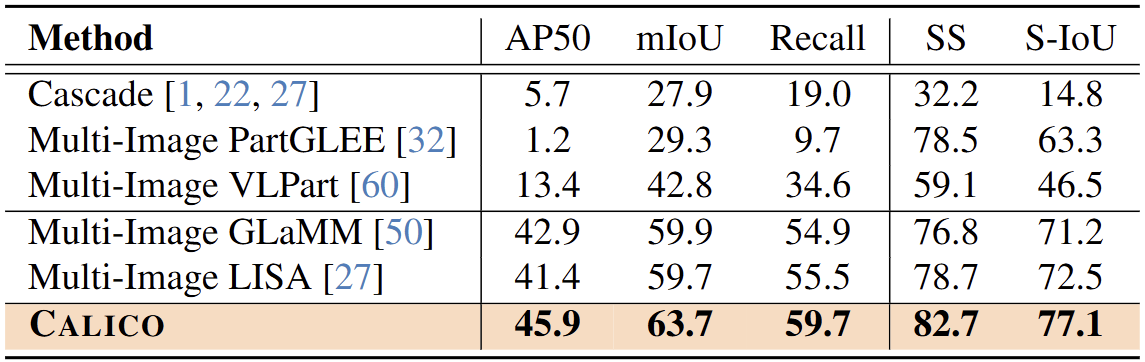 Method AP50 mIoU Recall SS S-IoU
Cascade [1, 22, 27] 5.7 27.9 19.0 32.2 14.8
Multi-Image PartGLEE [32] 1.2 29.3 9.7 78.5 63.3
Multi-Image VLPart [60] 13.4 42.8 34.6 59.1 46.5
Multi-Image GLaMM [50] 42.9 59.9 54.9 76.8 71.2
Multi-Image LISA [27] 41.4 59.7 55.5 78.7 72.5
CALICO 45.9 63.7 59.7 82.7 77.1